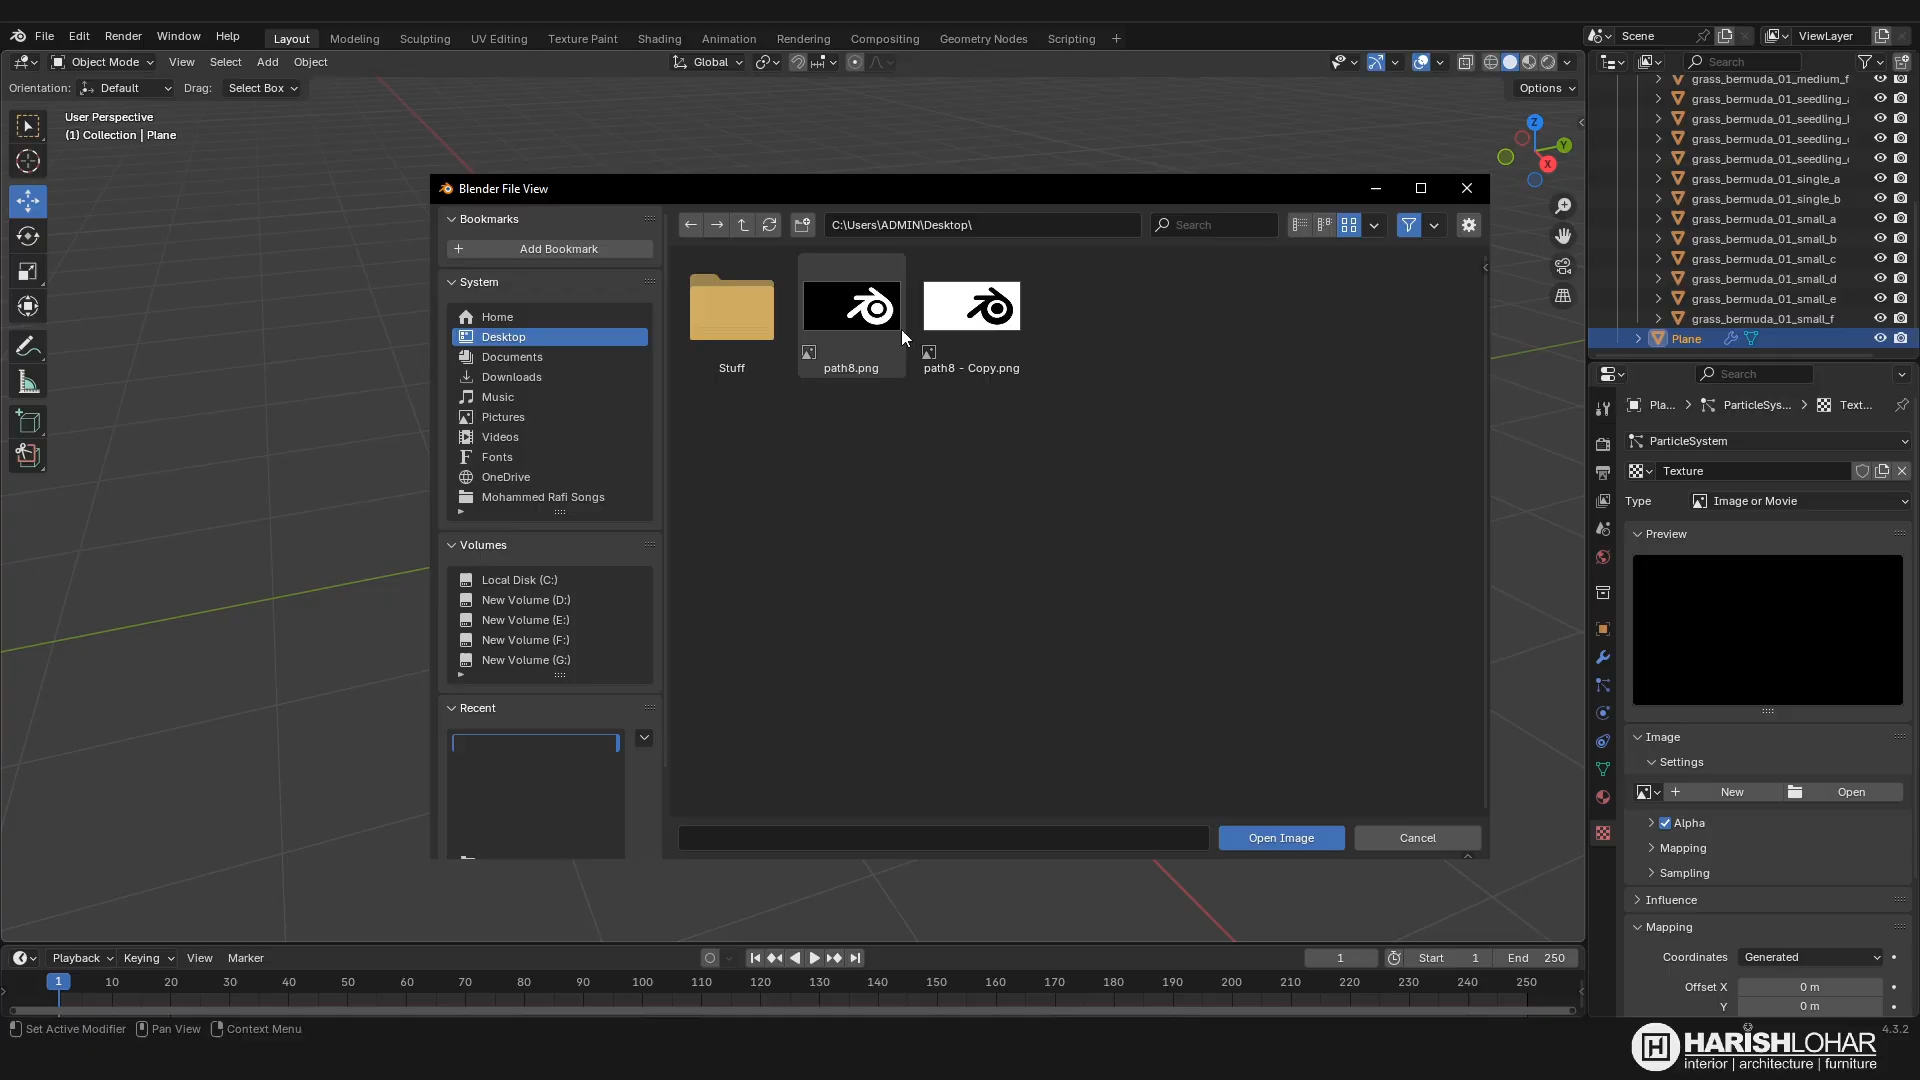 File Edit Render Window Help Layout Modeling Sculpting UV Editing Texture Paint Shading Animation Rendering Compositing Geometry Nodes Scripting + Scene ViewLayer
Object Mode View Select Add Object Global Search
Orientation: Default Drag: Select Box Options
User Perspective
(1) Collection | Plane
Z
Y
X
grass_bermuda_01_medium_f
grass_bermuda_01_seedling_
grass_bermuda_01_seedling_
grass_bermuda_01_seedling_
grass_bermuda_01_seedling_
grass_bermuda_01_single_a
grass_bermuda_01_single_b
grass_bermuda_01_small_a
grass_bermuda_01_small_b
grass_bermuda_01_small_c
grass_bermuda_01_small_d
grass_bermuda_01_small_e
grass_bermuda_01_small_f
Plane
Blender File View
Bookmarks
Add Bookmark
System
Home
Desktop
Documents
Downloads
Music
Pictures
Videos
Fonts
OneDrive
Mohammed Rafi Songs
Volumes
Local Disk (C:)
New Volume (D:)
New Volume (E:)
New Volume (F:)
New Volume (G:)
Recent
C:\Users\ADMIN\Desktop\ Search
Stuff path8.png path8 - Copy.png
Open Image Cancel
Search
Pla... ParticleSys... Text...
ParticleSystem
Texture
Type Image or Movie
Preview
Image
Settings
New Open
Alpha
Mapping
Sampling
Influence
Mapping
Coordinates Generated
Offset X 0 m
Y 0 m
Playback Keying View Marker 1 Start 1 End 250
1 10 20 30 40 50 60 70 80 90 100 110 120 130 140 150 160 170 180 190 200 210 220 230 240 250
Set Active Modifier Pan View Context Menu
4.3.2
HARISHLOHAR
interior | architecture | furniture